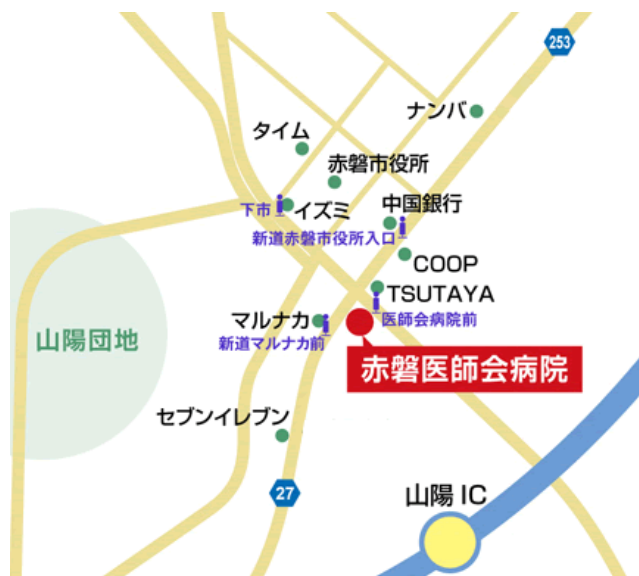 253
ナンバ
タイム
赤磐市役所
下市
イズミ
中国銀行
新道赤磐市役所入口
COOP
TSUTAYA
マルナカ
医師会病院前
新道マルナカ前
山陽団地
赤磐医師会病院
セブンイレブン
27
山陽 IC